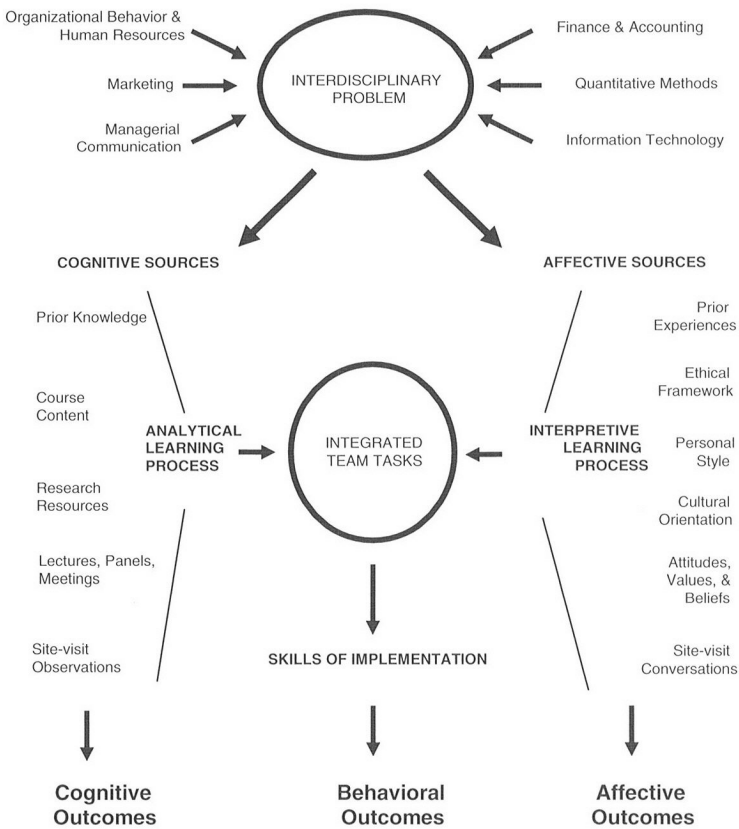 Organizational Behavior &
Human Resources
Marketing
Managerial
Communication
INTERDISCIPLINARY
PROBLEM
Finance & Accounting
Quantitative Methods
Information Technology
COGNITIVE SOURCES
AFFECTIVE SOURCES
Prior Knowledge
Course
Content
ANALYTICAL
LEARNING
PROCESS
Research
Resources
Lectures, Panels,
Meetings
Site-visit
Observations
INTEGRATED
TEAM TASKS
INTERPRETIVE
LEARNING
PROCESS
Prior
Experiences
Ethical
Framework
Personal
Style
Cultural
Orientation
Attitudes,
Values, &
Beliefs
Site-visit
Conversations
SKILLS OF IMPLEMENTATION
Cognitive
Outcomes
Behavioral
Outcomes
Affective
Outcomes